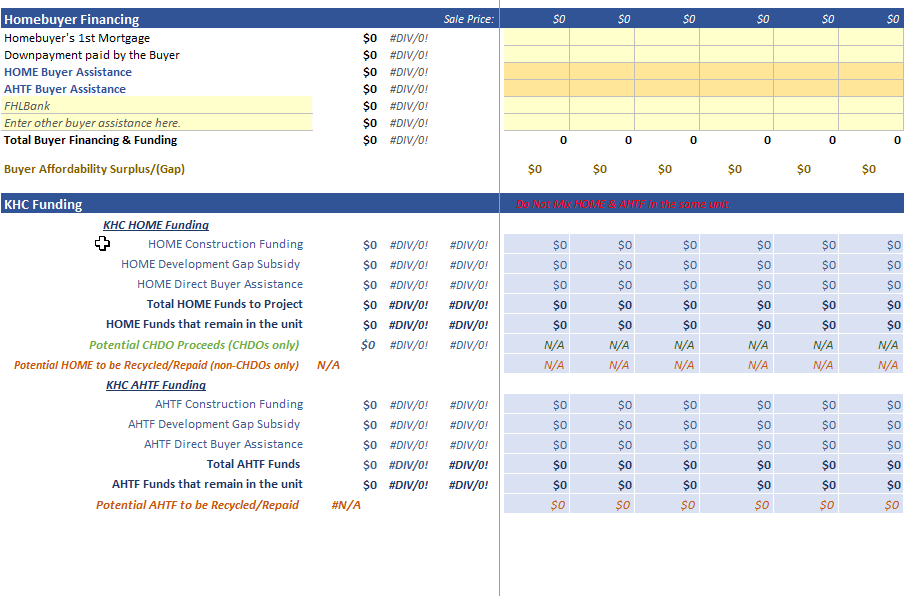 Homebuyer Financing Sale Price: $0 $0 $0 $0 $0 $0
Homebuyer's 1st Mortgage $0 #DIV/0!
Downpayment paid by the Buyer $0 #DIV/0!
HOME Buyer Assistance $0 #DIV/0!
AHTF Buyer Assistance $0 #DIV/0!
FHLBank $0 #DIV/0!
Enter other buyer assistance here. $0 #DIV/0!
Total Buyer Financing & Funding $0 #DIV/0! 0 0 0 0 0 0
Buyer Affordability Surplus/(Gap) $0 $0 $0 $0 $0 $0
KHC Funding Do Not Mix HOME & AHTF in the same unit
KHC HOME Funding
HOME Construction Funding $0 #DIV/0! #DIV/0! $0 $0 $0 $0 $0 $0
HOME Development Gap Subsidy $0 #DIV/0! #DIV/0! $0 $0 $0 $0 $0 $0
HOME Direct Buyer Assistance $0 #DIV/0! #DIV/0! $0 $0 $0 $0 $0 $0
Total HOME Funds to Project $0 #DIV/0! #DIV/0! $0 $0 $0 $0 $0 $0
HOME Funds that remain in the unit $0 #DIV/0! #DIV/0! $0 $0 $0 $0 $0 $0
Potential CHDO Proceeds (CHDOs only) $0 #DIV/0! #DIV/0! N/A N/A N/A N/A N/A N/A
Potential HOME to be Recycled/Repaid (non-CHDOs only) N/A N/A N/A N/A N/A N/A N/A
KHC AHTF Funding
AHTF Construction Funding $0 #DIV/0! #DIV/0! $0 $0 $0 $0 $0 $0
AHTF Development Gap Subsidy $0 #DIV/0! #DIV/0! $0 $0 $0 $0 $0 $0
AHTF Direct Buyer Assistance $0 #DIV/0! #DIV/0! $0 $0 $0 $0 $0 $0
Total AHTF Funds $0 #DIV/0! #DIV/0! $0 $0 $0 $0 $0 $0
AHTF Funds that remain in the unit $0 #DIV/0! #DIV/0! $0 $0 $0 $0 $0 $0
Potential AHTF to be Recycled/Repaid #N/A $0 $0 $0 $0 $0 $0